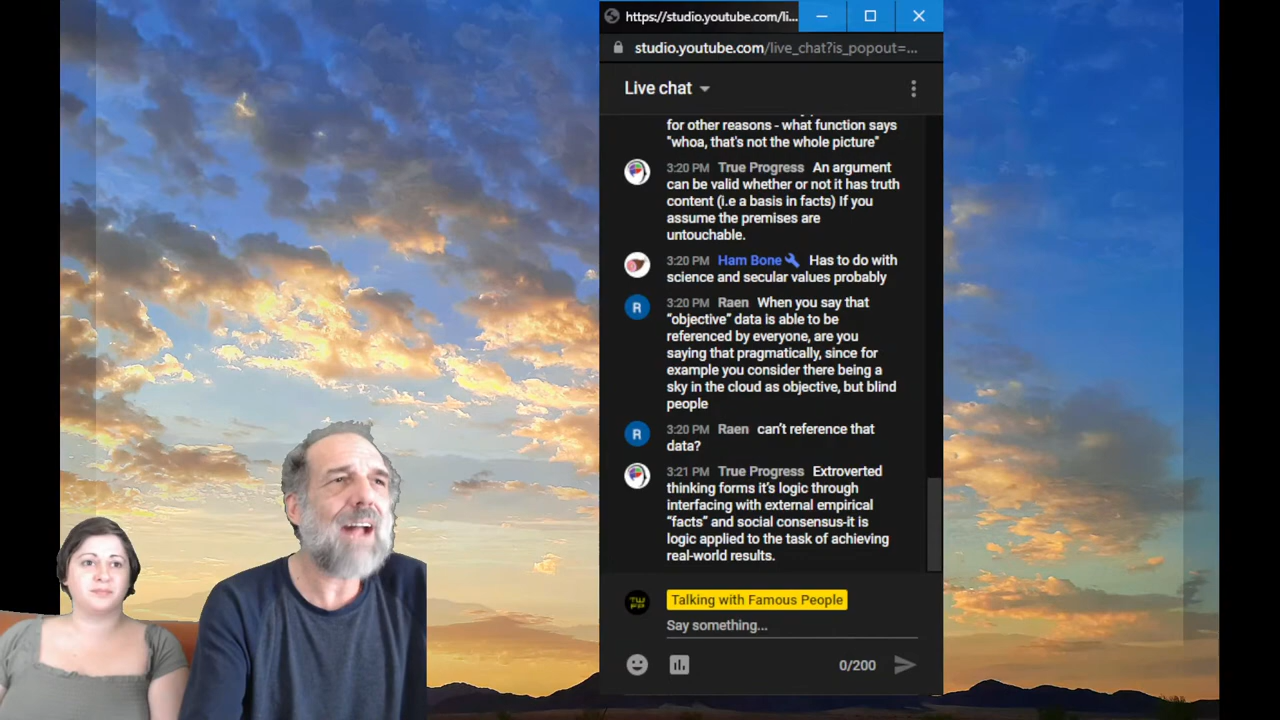 https://studio.youtube.com/li...
studio.youtube.com/live_chat?is_popout=...
Live chat
for other reasons - what function says
"whoa, that's not the whole picture"
3:20 PM True Progress An argument
can be valid whether or not it has truth
content (i.e a basis in facts) If you
assume the premises are
untouchable.
3:20 PM Ham Bone Has to do with
science and secular values probably
R
3:20 PM Raen When you say that
“objective” data is able to be
referenced by everyone, are you
saying that pragmatically, since for
example you consider there being a
sky in the cloud as objective, but blind
people
R
3:20 PM Raen can’t reference that
data?
3:21 PM True Progress Extroverted
thinking forms it’s logic through
interfacing with external empirical
“facts” and social consensus-it is
logic applied to the task of achieving
real-world results.
Talking with Famous People
Say something...
0/200